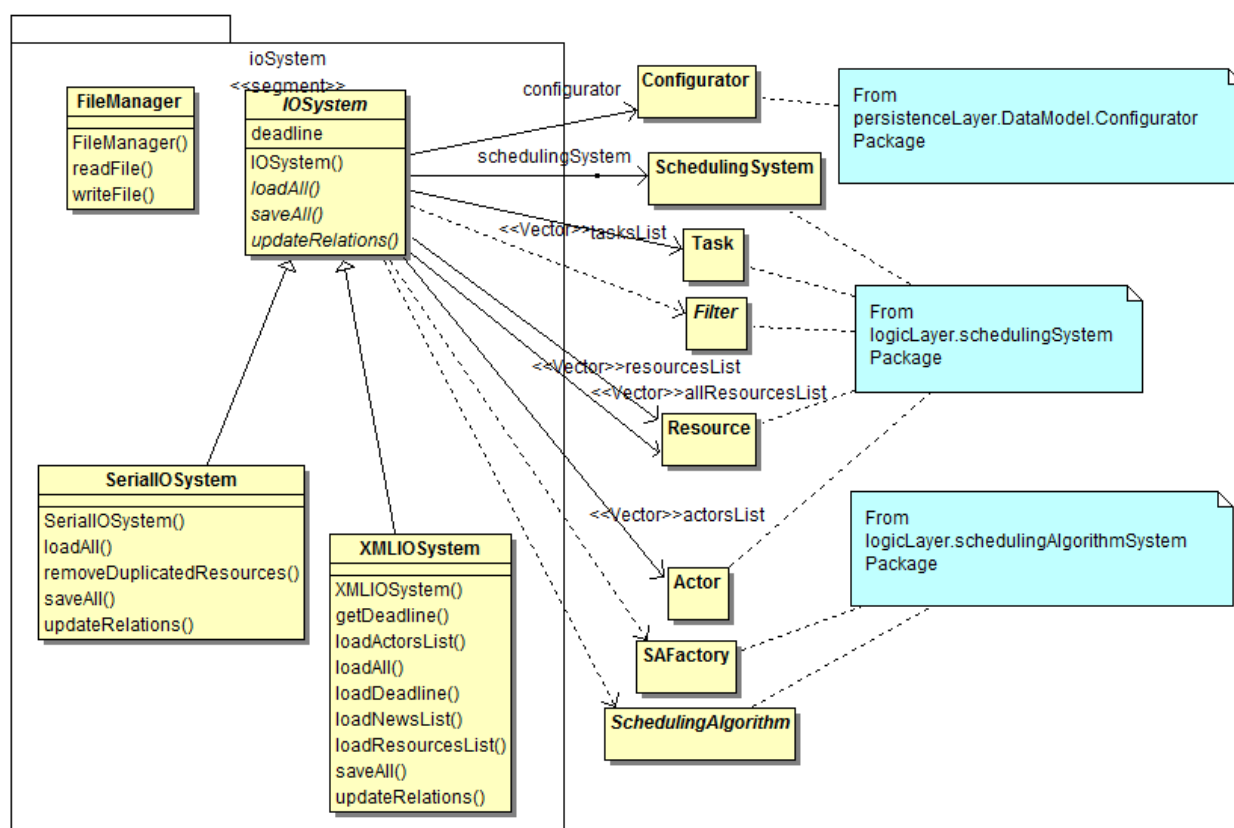 ioSystem
<<segment>>
FileManager
FileManager()
readFile()
writeFile()
IOSystem
deadline
IOSystem()
loadAll()
saveAll()
updateRelations()
configurator
Configurator
From
persistenceLayer.DataModel.Configurator
Package
schedulingSystem
SchedulingSystem
<<Vector>>tasksList
Task
Filter
From
logicLayer.schedulingSystem
Package
<<Vector>>resourcesList
<<Vector>>allResourcesList
Resource
SerialIOSystem
SerialIOSystem()
loadAll()
removeDuplicatedResources()
saveAll()
updateRelations()
XMLIOSystem
XMLIOSystem()
getDeadline()
loadActorsList()
loadAll()
loadDeadline()
loadNewsList()
loadResourcesList()
saveAll()
updateRelations()
<<Vector>>actorsList
Actor
From
logicLayer.schedulingAlgorithmSystem
Package
SAFactory
SchedulingAlgorithm